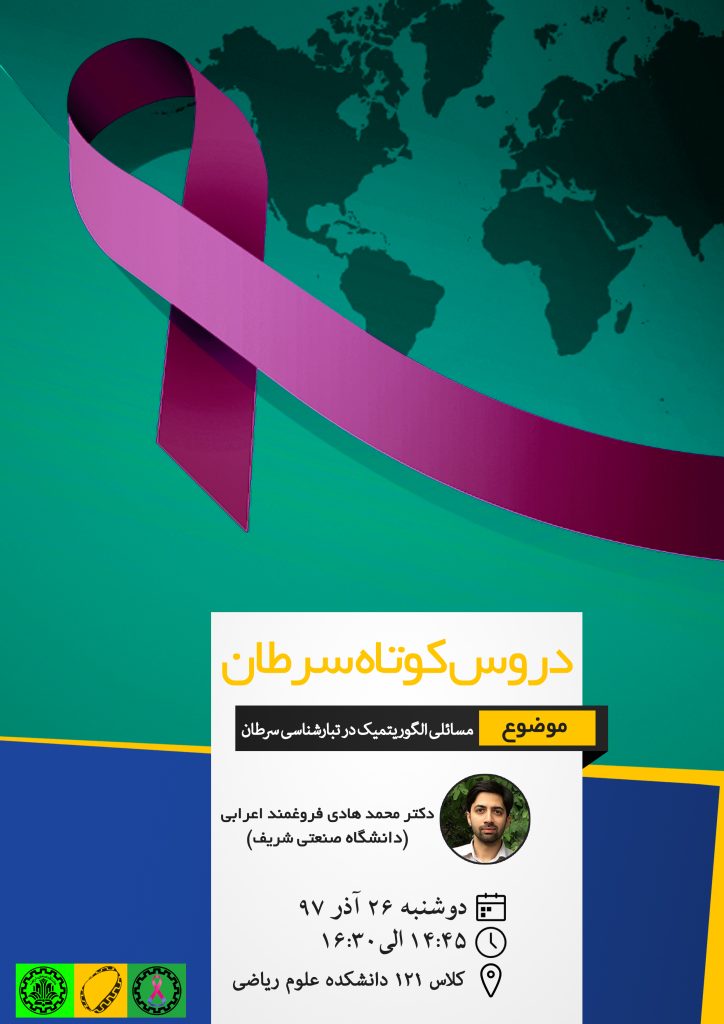 دروس کوتاه سرطان
موضوع
مسائلی الگوریتمیک در تبارشناسی سرطان
دکتر محمد هادی فروغمند اعرابی
(دانشگاه صنعتی شریف)
دوشنبه ۲۶ آذر ۹۷
۱۴:۴۵ الی ۱۶:۳۰
کلاس ۱۲۱ دانشکده علوم ریاضی